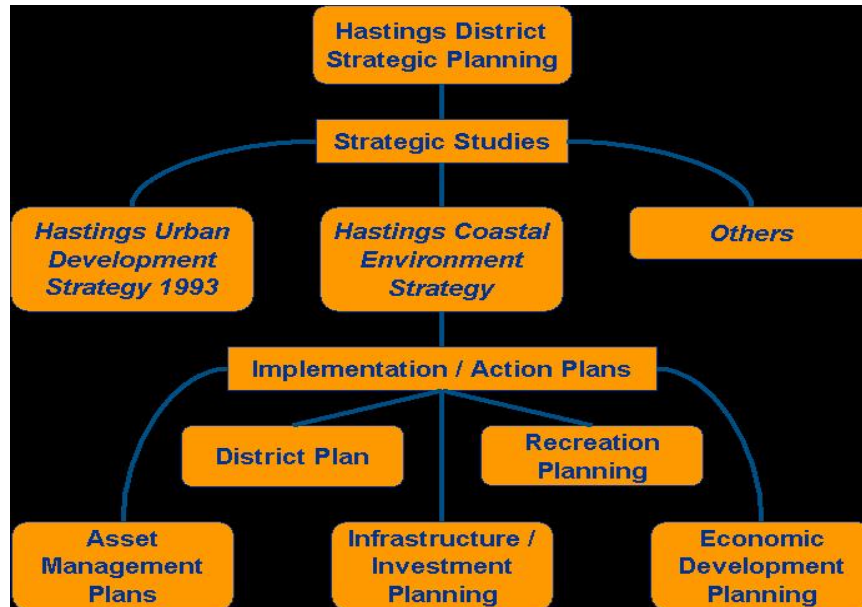 Hastings District
Strategic Planning
Strategic Studies
Hastings Urban
Development
Strategy 1993
Hastings Coastal
Environment
Strategy
Others
Implementation / Action Plans
District Plan
Recreation
Planning
Asset
Management
Plans
Infrastructure /
Investment
Planning
Economic
Development
Planning